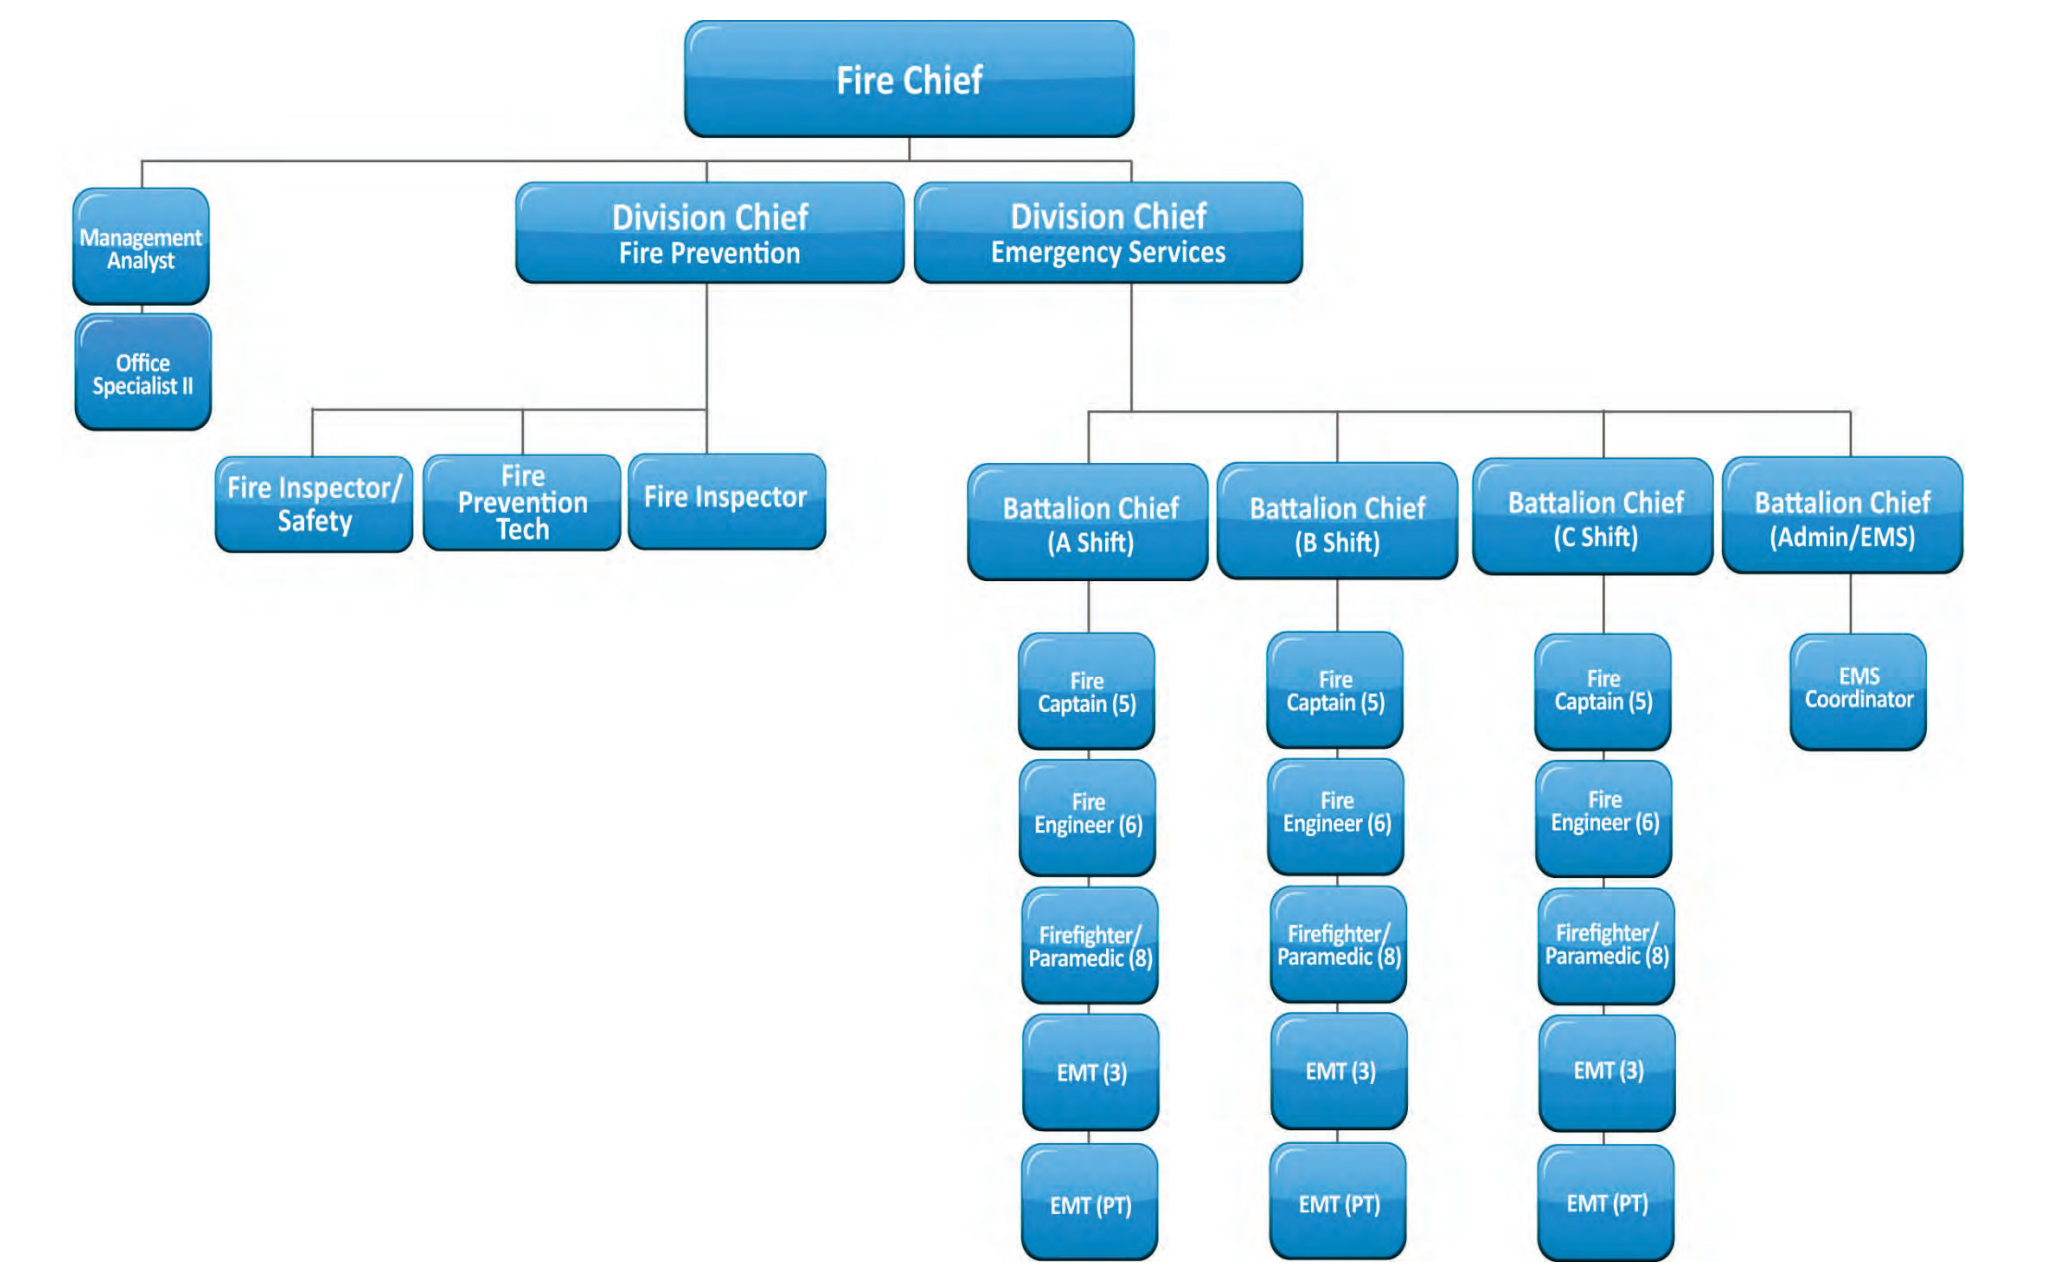 Fire Chief
Management
Analyst
Division Chief
Fire Prevention
Division Chief
Emergency Services
Office
Specialist II
Fire Inspector/
Safety
Fire
Prevention
Tech
Fire Inspector
Battalion Chief
(A Shift)
Battalion Chief
(B Shift)
Battalion Chief
(C Shift)
Battalion Chief
(Admin/EMS)
Fire
Captain (5)
Fire
Captain (5)
Fire
Captain (5)
EMS
Coordinator
Fire
Engineer (6)
Fire
Engineer (6)
Fire
Engineer (6)
Firefighter/
Paramedic (8)
Firefighter/
Paramedic (8)
Firefighter/
Paramedic (8)
EMT (3)
EMT (3)
EMT (3)
EMT (PT)
EMT (PT)
EMT (PT)